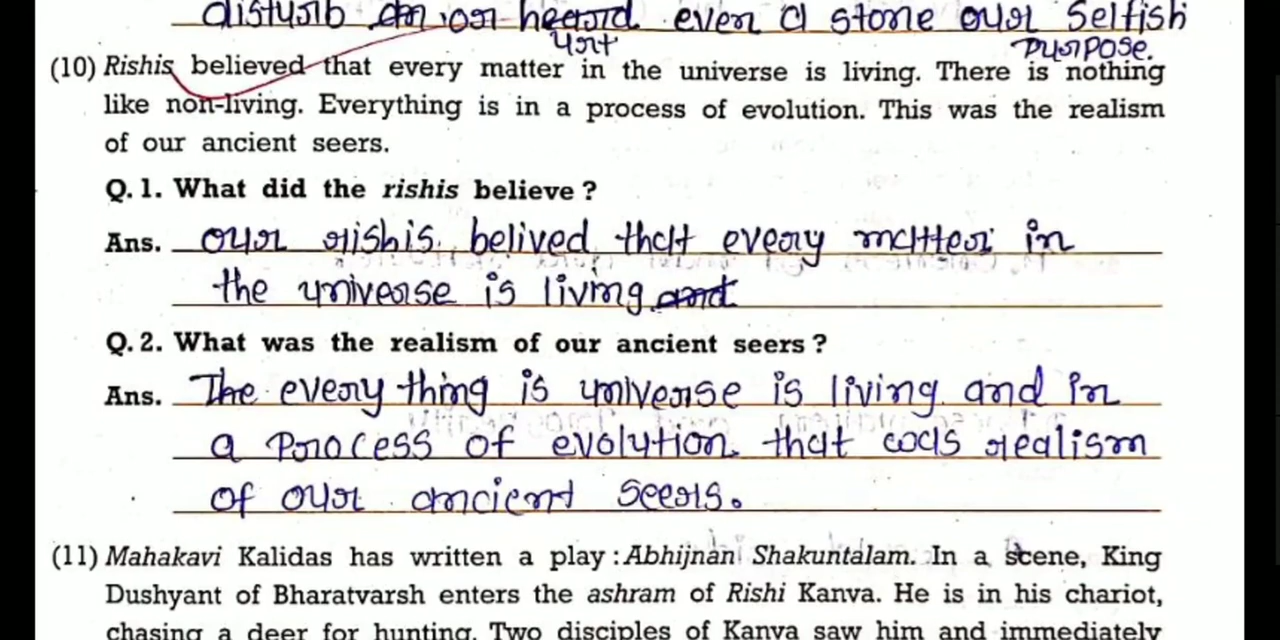 disturb an or heard even a stone our selfish
hurt purpose.
(10) Rishis believed that every matter in the universe is living. There is nothing
like non-living. Everything is in a process of evolution. This was the realism
of our ancient seers.
Q. 1. What did the rishis believe ?
Ans. our rishis. belived that every matter in
the universe is living and
Q. 2. What was the realism of our ancient seers ?
Ans. The every thing is universe is living and in
a Process of evolution that was realism
of our ancient seers.
(11) Mahakavi Kalidas has written a play : Abhijnan Shakuntalam. In a scene, King
Dushyant of Bharatvarsh enters the ashram of Rishi Kanva. He is in his chariot,
chasing a deer for hunting. Two disciples of Kanva saw him and immediately